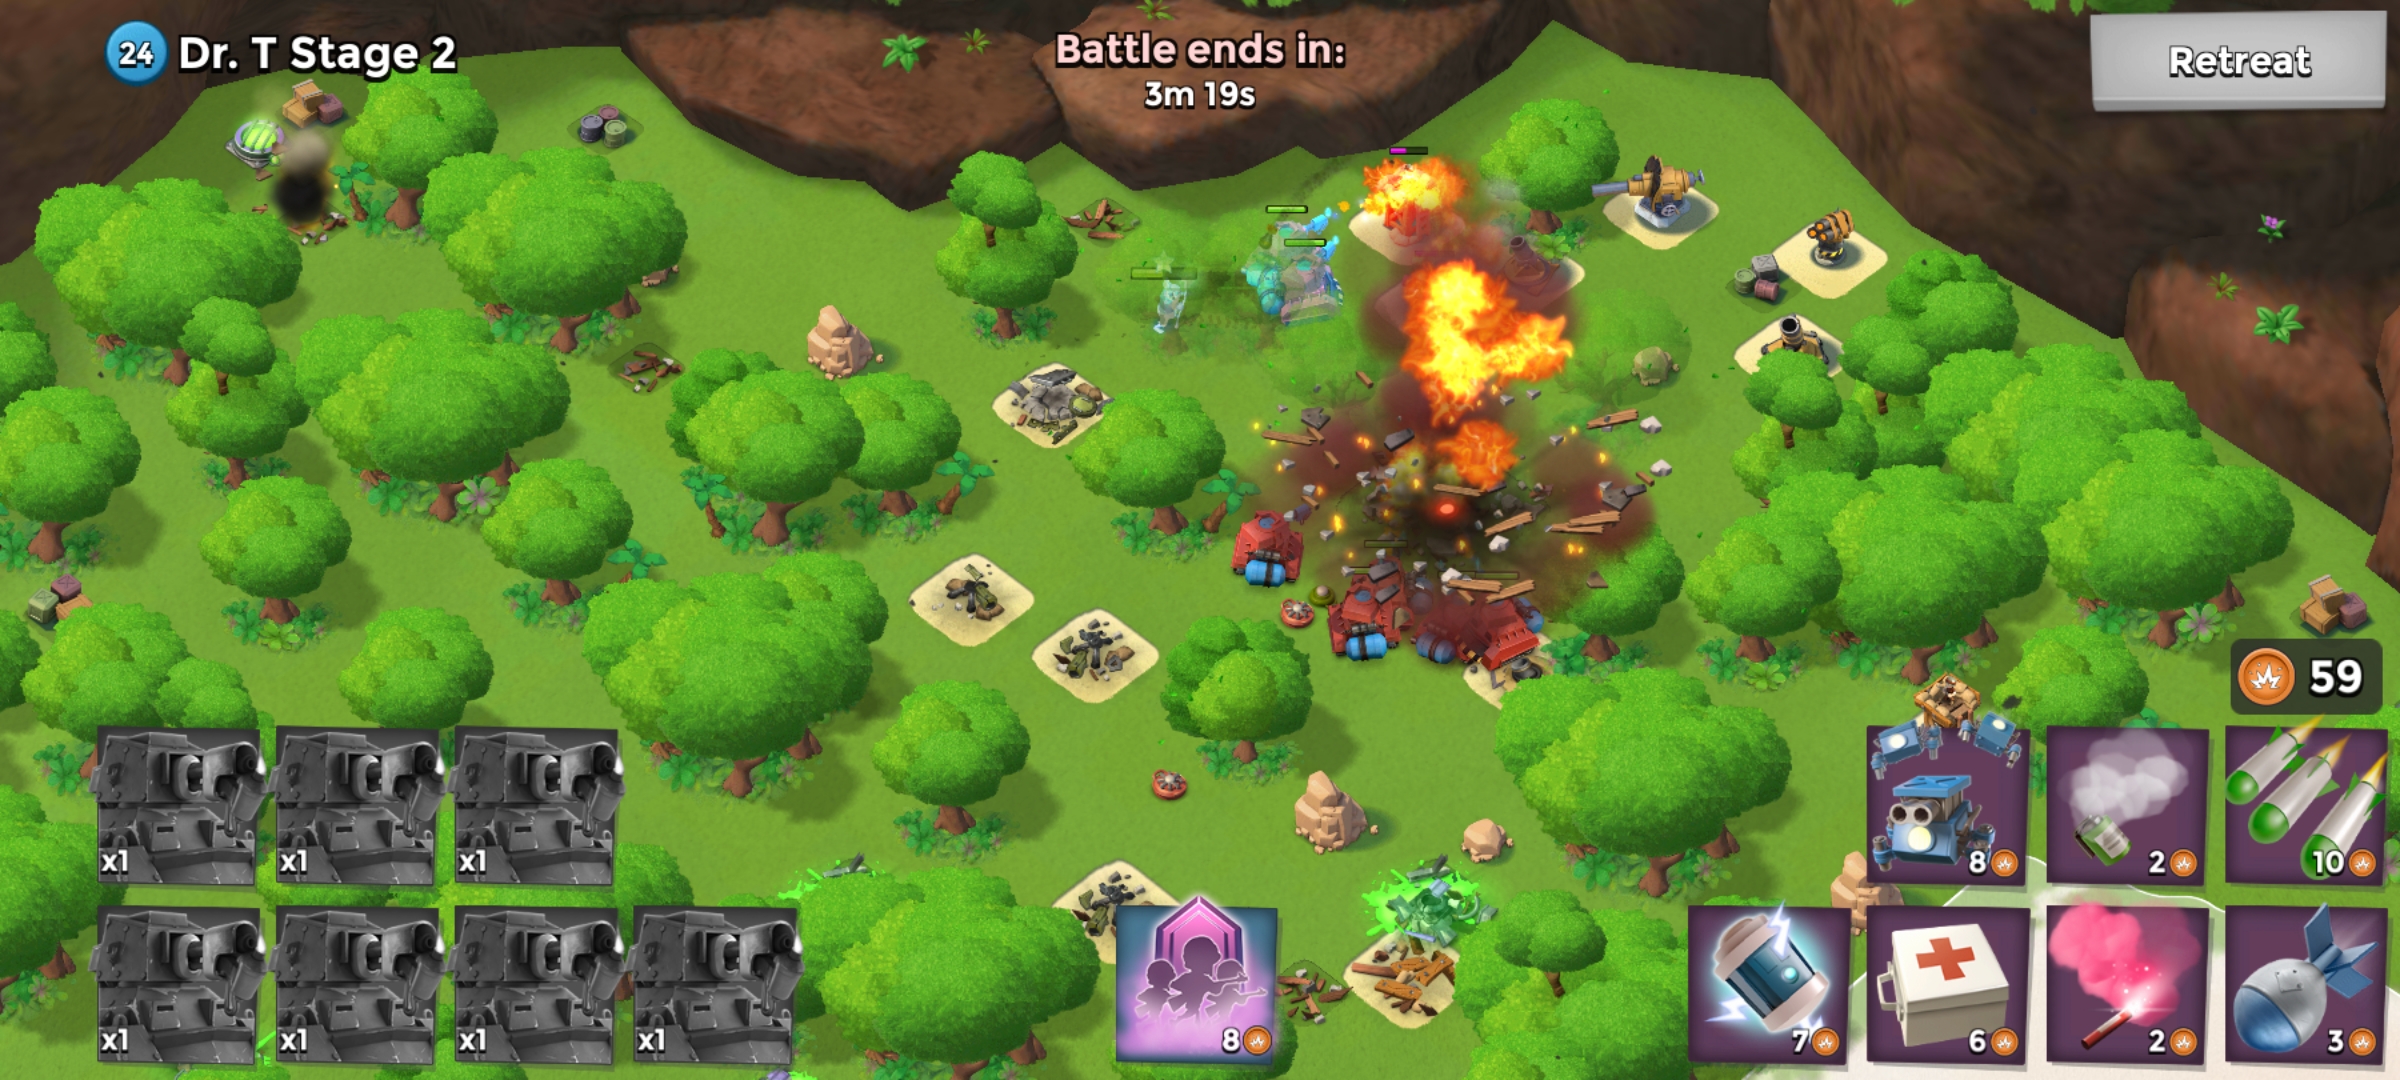 24 Dr. T Stage 2
Battle ends in:
3m 19s
Retreat
59
x1 x1 x1
8 2 10
x1 x1 x1 x1
8
7 6 2 3